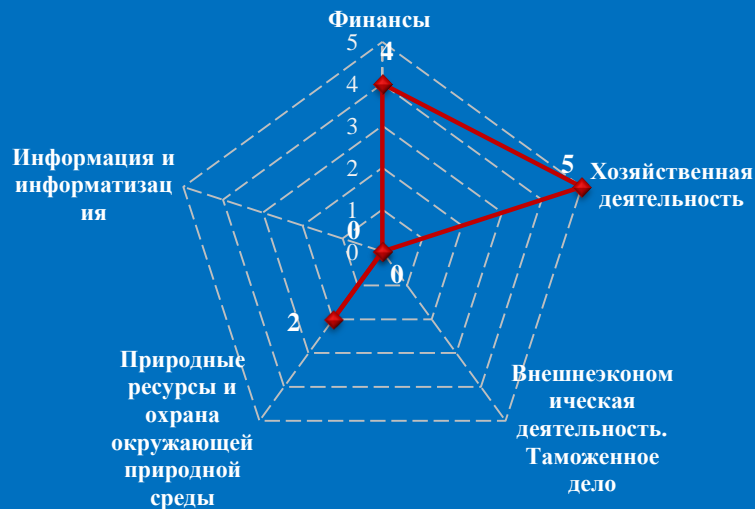 Финансы
5
4
4
3
2
1
0
0
5
Хозяйственная
деятельность
Информация и
информатизац
ия
0
2
Природные
ресурсы и
охрана
окружающей
природной
среды
Внешнеэконом
ическая
деятельность.
Таможенное
дело